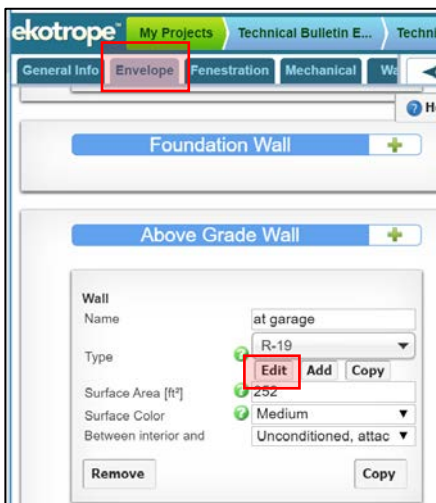 ekotrope™ My Projects Technical Bulletin E... Techni
General Info Envelope Fenestration Mechanical Wa
? H
Foundation Wall +
Above Grade Wall +
Wall
Name at garage
Type ? R-19
Edit Add Copy
Surface Area [ft²] ? 252
Surface Color ? Medium
Between interior and Unconditioned, attac
Remove Copy